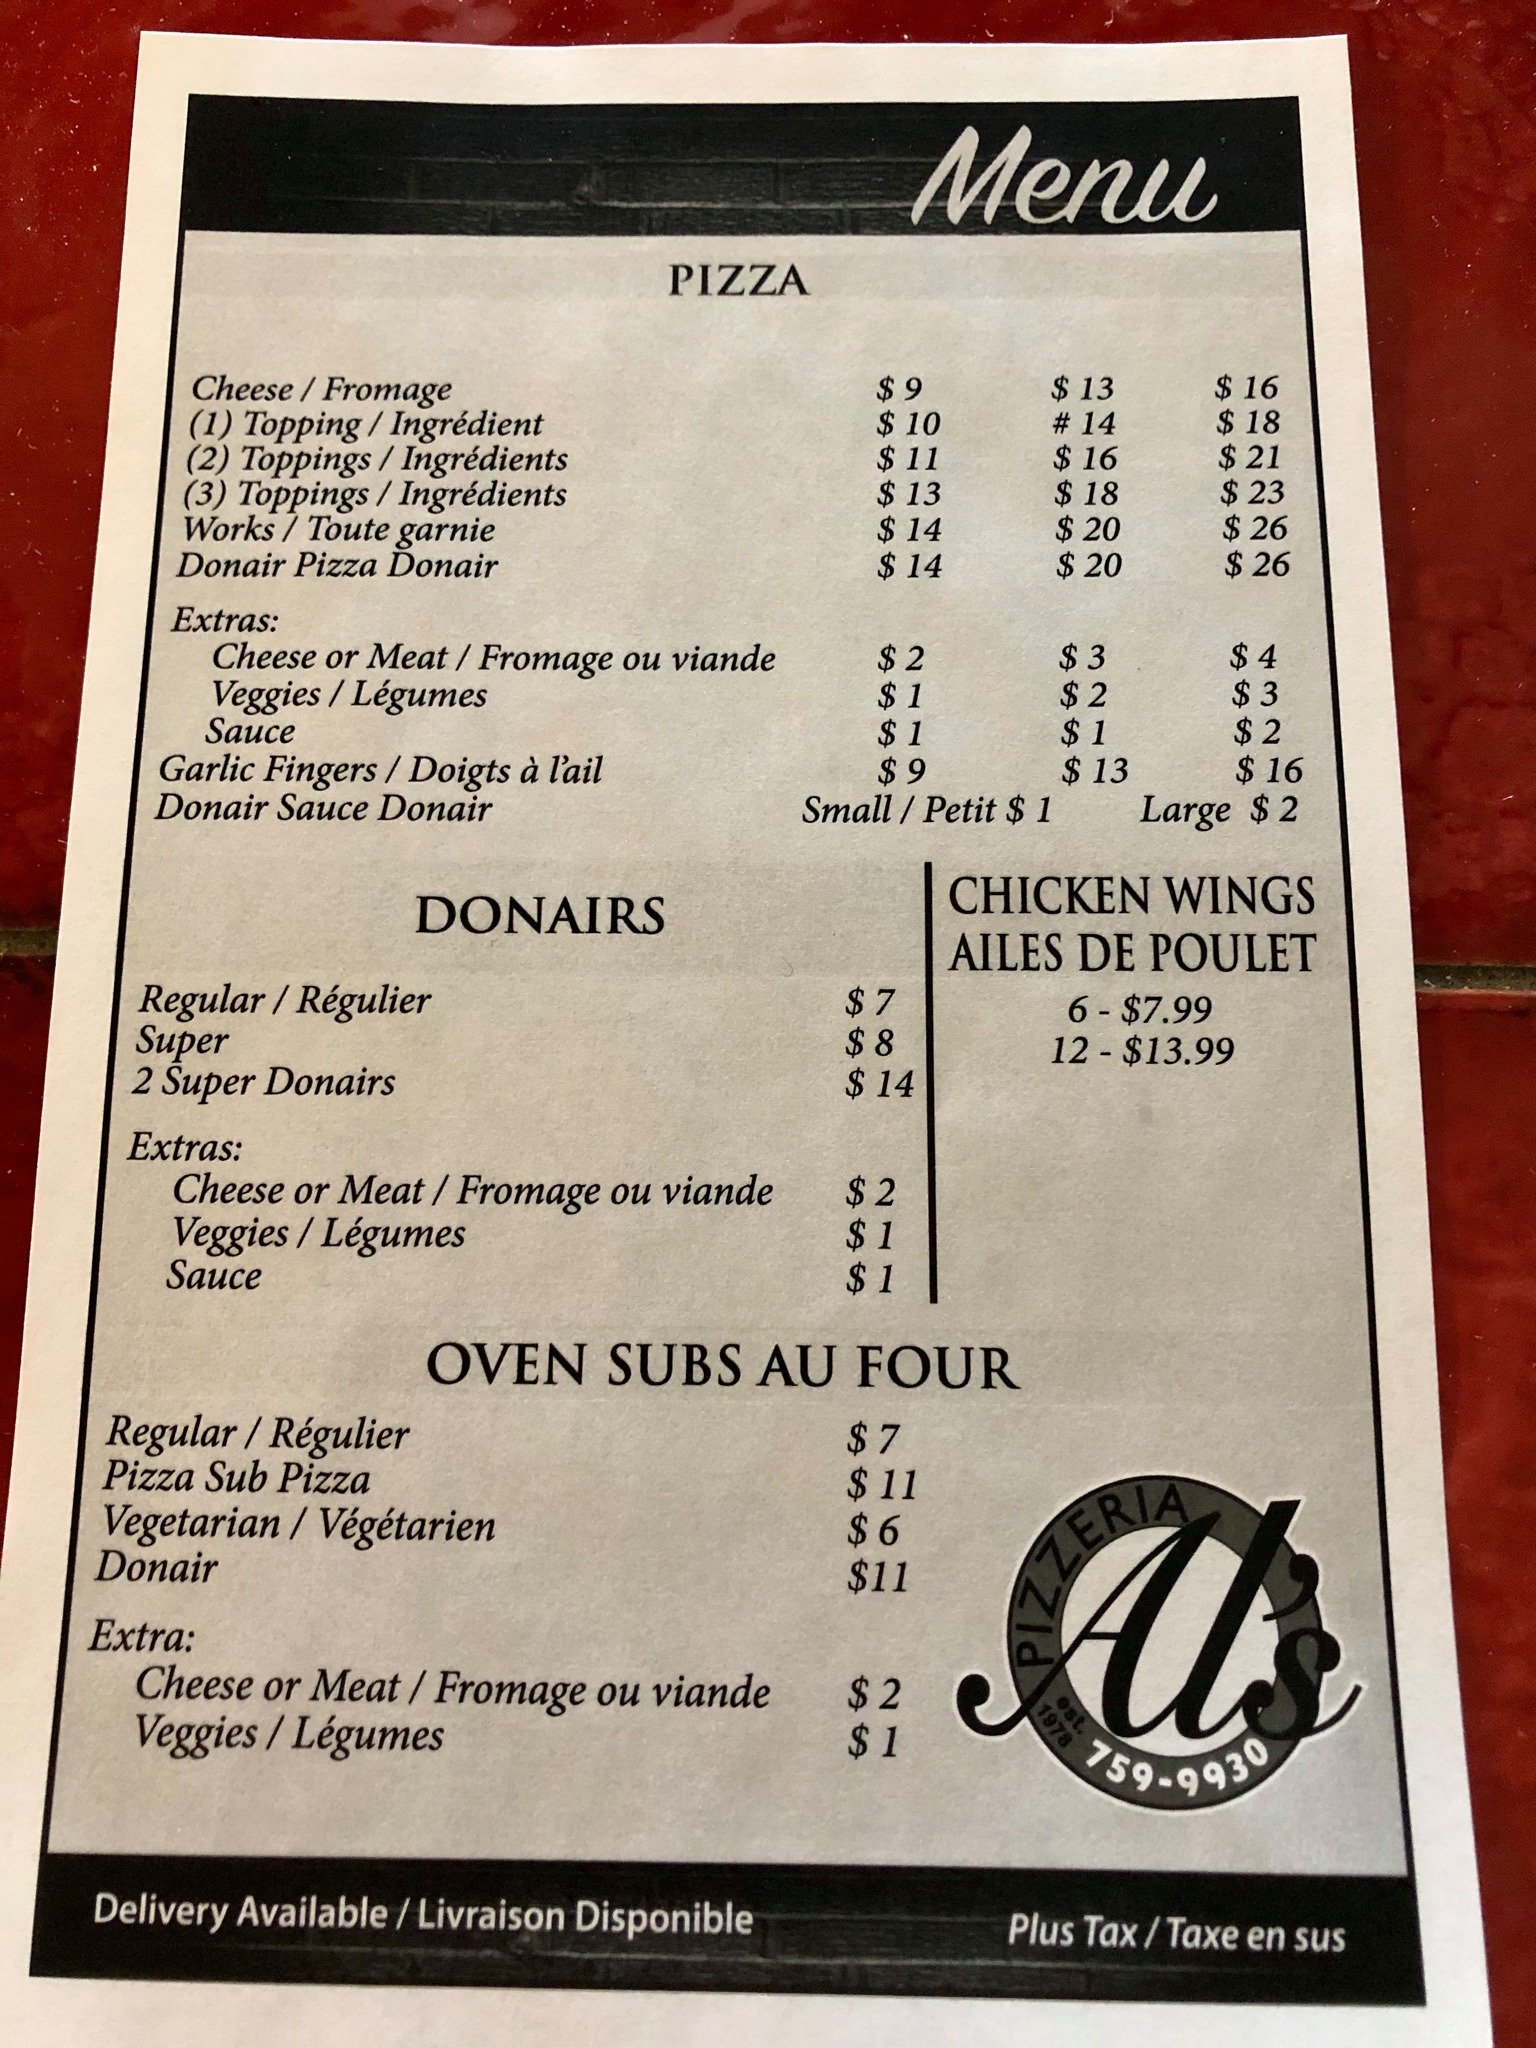 Menu
PIZZA
Cheese / Fromage $ 9 $ 13 $ 16
(1) Topping / Ingrédient $ 10 # 14 $ 18
(2) Toppings / Ingrédients $ 11 $ 16 $ 21
(3) Toppings / Ingrédients $ 13 $ 18 $ 23
Works / Toute garnie $ 14 $ 20 $ 26
Donair Pizza Donair $ 14 $ 20 $ 26
Extras:
Cheese or Meat / Fromage ou viande $ 2 $ 3 $ 4
Veggies / Légumes $ 1 $ 2 $ 3
Sauce $ 1 $ 1 $ 2
Garlic Fingers / Doigts à l'ail $ 9 $ 13 $ 16
Donair Sauce Donair Small / Petit $ 1 Large $ 2
DONAIRS
Regular / Régulier $ 7
Super $ 8
2 Super Donairs $ 14
Extras:
Cheese or Meat / Fromage ou viande $ 2
Veggies / Légumes $ 1
Sauce $ 1
CHICKEN WINGS
AILES DE POULET
6 - $7.99
12 - $13.99
OVEN SUBS AU FOUR
Regular / Régulier $ 7
Pizza Sub Pizza $ 11
Vegetarian / Végétarien $ 6
Donair $11
Extra:
Cheese or Meat / Fromage ou viande $ 2
Veggies / Légumes $ 1
PIZZERIA
Al's
est.
1978
759-9930
Delivery Available / Livraison Disponible
Plus Tax / Taxe en sus